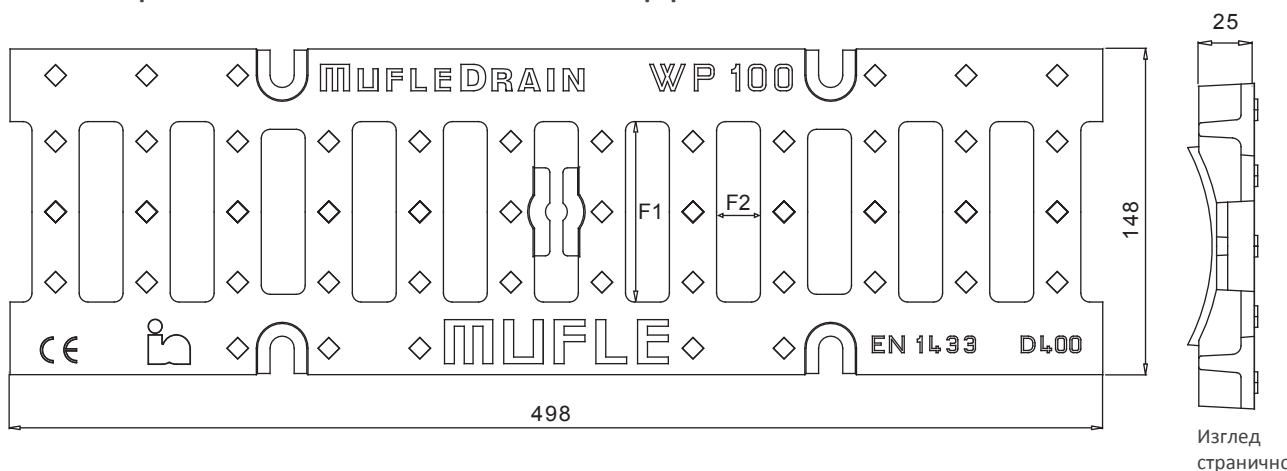 25
MUFLEDRAIN WP 100
F1
F2
148
CE
MUFLE
EN 1433 D400
498
Изглед
странично